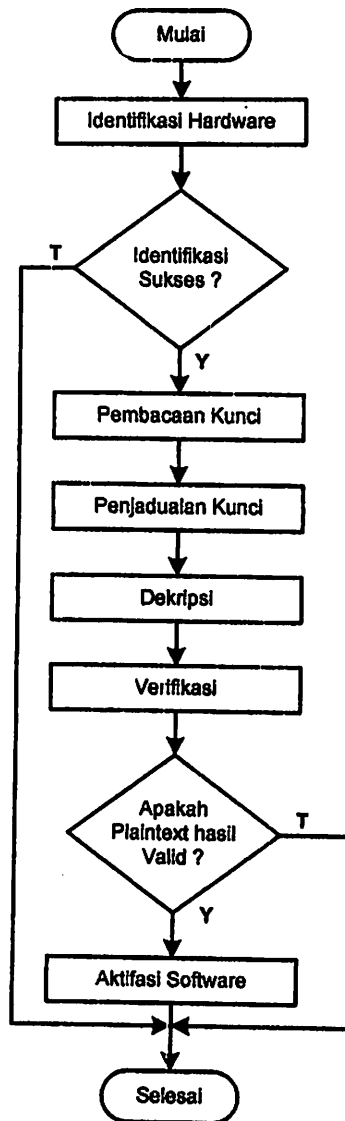 Mulai
Identifikasi Hardware
T
Identifikasi
Sukses ?
Y
Pembacaan Kunci
Penjadualan Kunci
Dekripsi
Verifikasi
Apakah
Plaintext hasil
Valid ?
T
Y
Aktifasi Software
Selesai